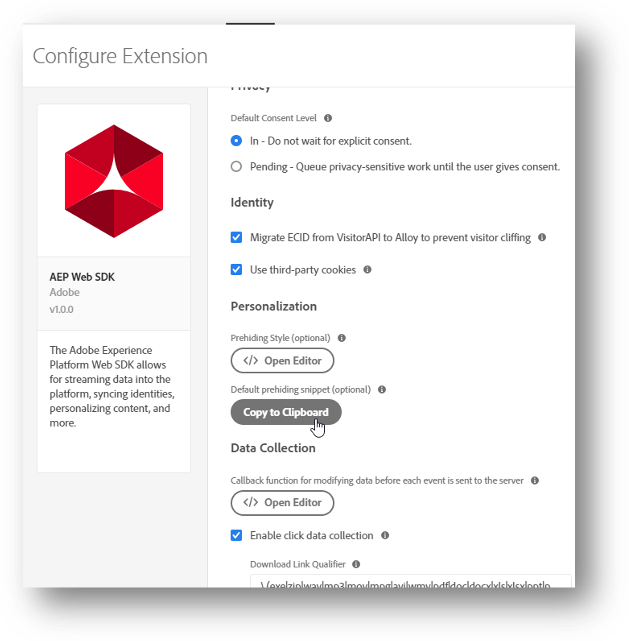 Configure Extension
Privacy
Default Consent Level
In - Do not wait for explicit consent.
Pending - Queue privacy-sensitive work until the user gives consent.
Identity
Migrate ECID from VisitorAPI to Alloy to prevent visitor cliffing
Use third-party cookies
AEP Web SDK
Adobe
v1.0.0
The Adobe Experience
Platform Web SDK allows
for streaming data into the
platform, syncing identities,
personalizing content, and
more.
Personalization
Prehiding Style (optional)
</> Open Editor
Default prehiding snippet (optional)
Copy to Clipboard
Data Collection
Callback function for modifying data before each event is sent to the server
</> Open Editor
Enable click data collection
Download Link Qualifier